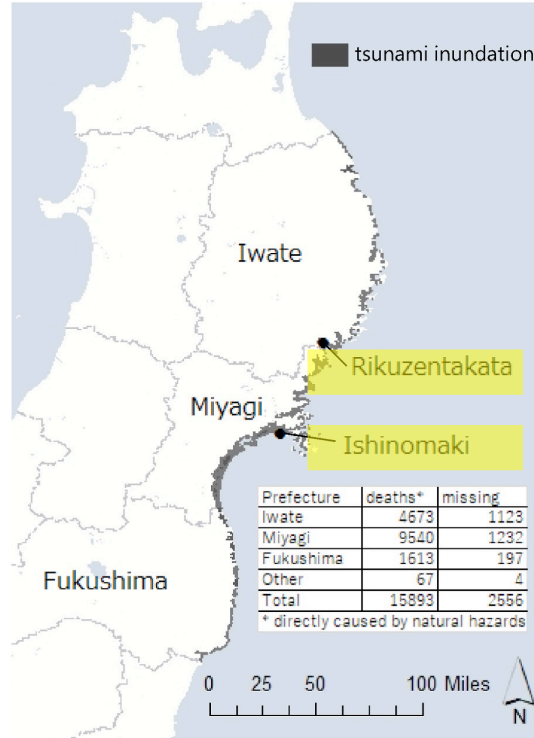 tsunami inundation
Iwate
Rikuzentakata
Miyagi
Ishinomaki
Prefecture deaths* missing
Iwate 4673 1123
Miyagi 9540 1232
Fukushima 1613 197
Other 67 4
Total 15893 2556
* directly caused by natural hazards
Fukushima
0 25 50 100 Miles
N